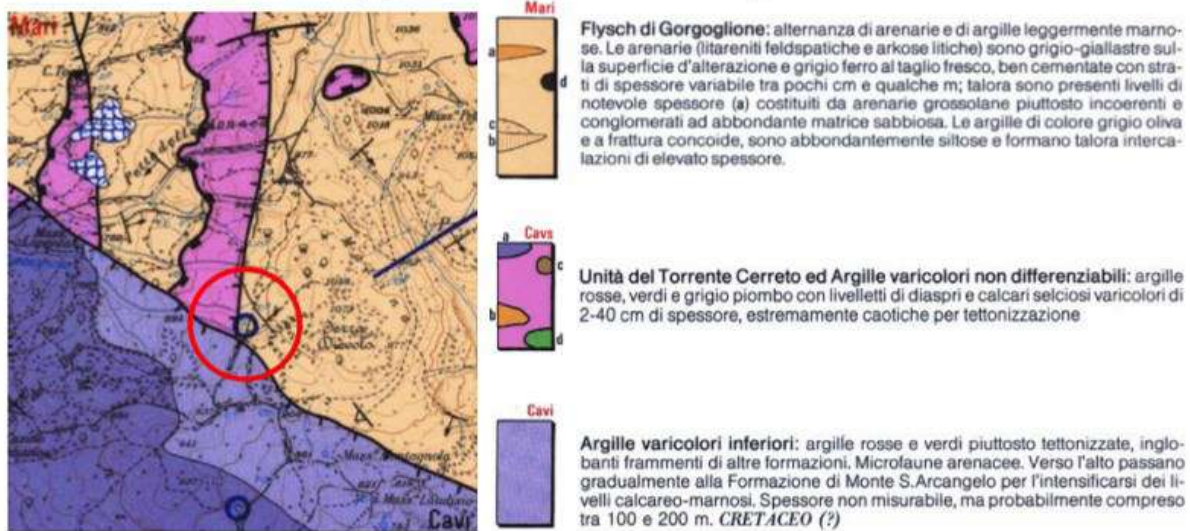 Mari
Mari
a
d
c
b
Flysch di Gorgoglione: alternanza di arenarie e di argille leggermente marno-
se. Le arenarie (litareniti feldspatiche e arkose litiche) sono grigio-giallastre sul-
la superficie d'alterazione e grigio ferro al taglio fresco, ben cementate con stra-
ti di spessore variabile tra pochi cm e qualche m; talora sono presenti livelli di
notevole spessore (a) costituiti da arenarie grossolane piuttosto incoerenti e
conglomerati ad abbondante matrice sabbiosa. Le argille di colore grigio oliva
e a frattura concoide, sono abbondantemente siltose e formano talora interca-
lazioni di elevato spessore.
Cavs
a
c
b
d
Unità del Torrente Cerreto ed Argille varicolori non differenziabili: argille
rosse, verdi e grigio piombo con livelletti di diaspri e calcari selciosi varicolori di
2-40 cm di spessore, estremamente caotiche per tettonizzazione
Cavi
Argille varicolori inferiori: argille rosse e verdi piuttosto tettonizzate, inglo-
banti frammenti di altre formazioni. Microfaune arenacee. Verso l'alto passano
gradualmente alla Formazione di Monte S.Arcangelo per l'intensificarsi dei li-
velli calcareo-marnosi. Spessore non misurabile, ma probabilmente compreso
tra 100 e 200 m. CRETACEO (?)
Cavi